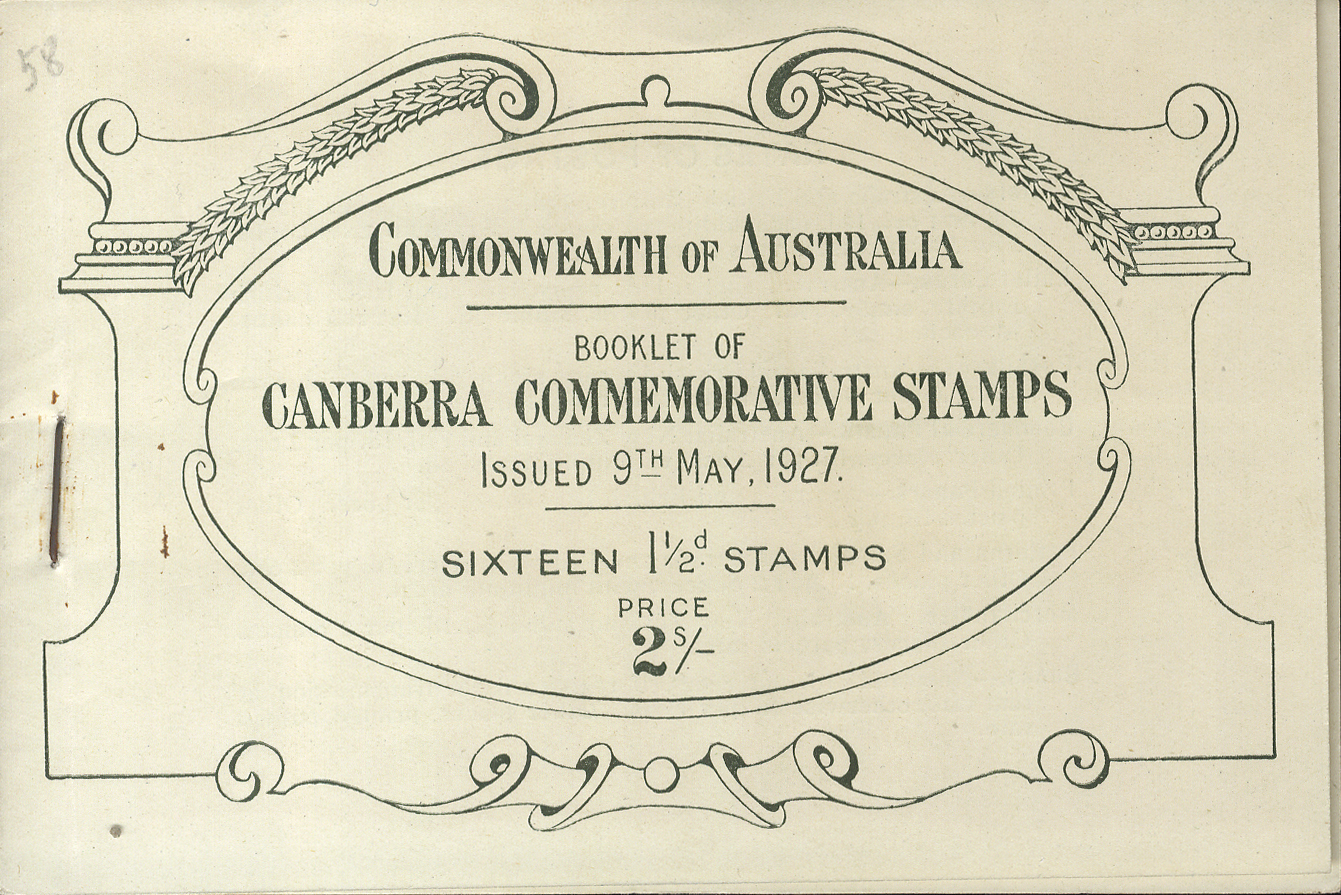 58
COMMONWEALTH OF AUSTRALIA
BOOKLET OF
CANBERRA COMMEMORATIVE STAMPS
ISSUED 9TH MAY, 1927.
SIXTEEN 1½d. STAMPS
PRICE
2s/-